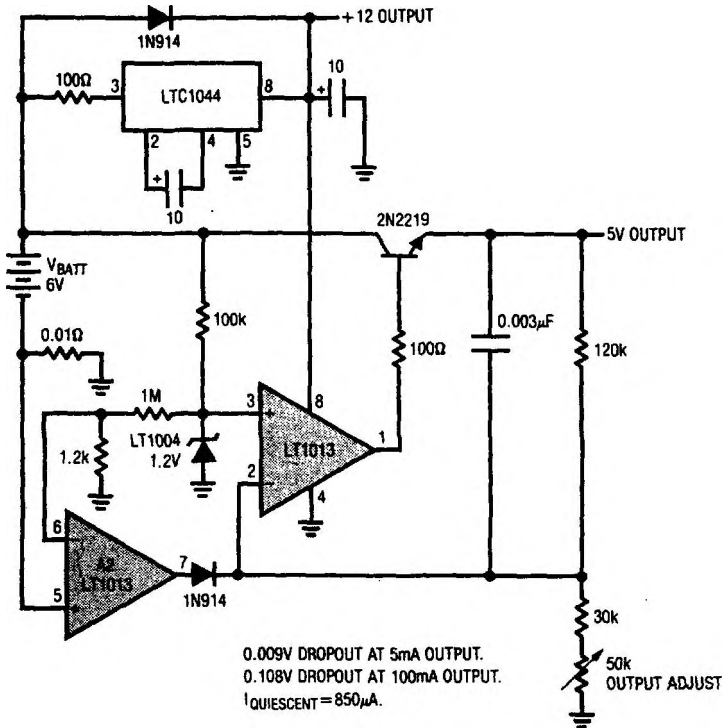 +12 OUTPUT
1N914
100Ω
3
LTC1044
8
+
10
2
4
5
+
10
2N2219
5V OUTPUT
VBATT
6V
100k
0.003µF
0.01Ω
100Ω
120k
1M
3
+
8
LT1004
1.2V
LT1013
1
1.2k
2
−
4
6
−
A2
LT1013
7
5
+
1N914
30k
50k
OUTPUT ADJUST
0.009V DROPOUT AT 5mA OUTPUT.
0.108V DROPOUT AT 100mA OUTPUT.
IQUIESCENT = 850µA.